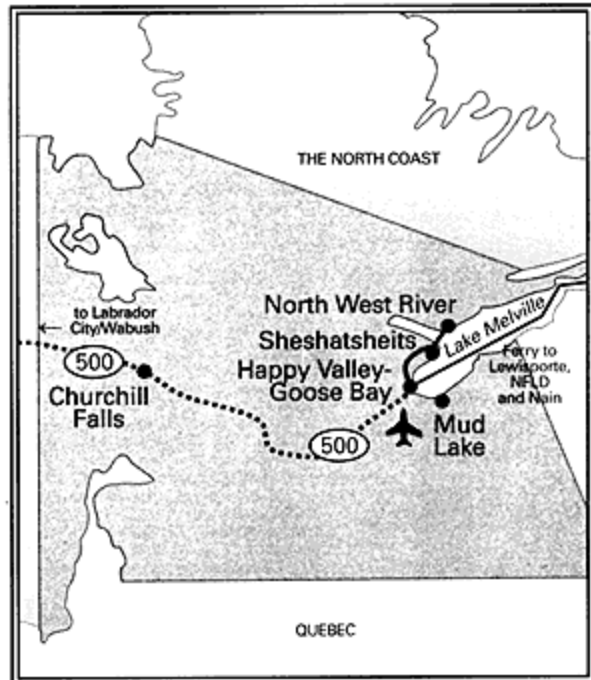 THE NORTH COAST
to Labrador
City/Wabush
500
Churchill
Falls
North West River
Sheshatsheits
Happy Valley-
Goose Bay
Lake Melville
Ferry to
Lewisporte,
NFLD
and Nain
500
Mud
Lake
QUEBEC